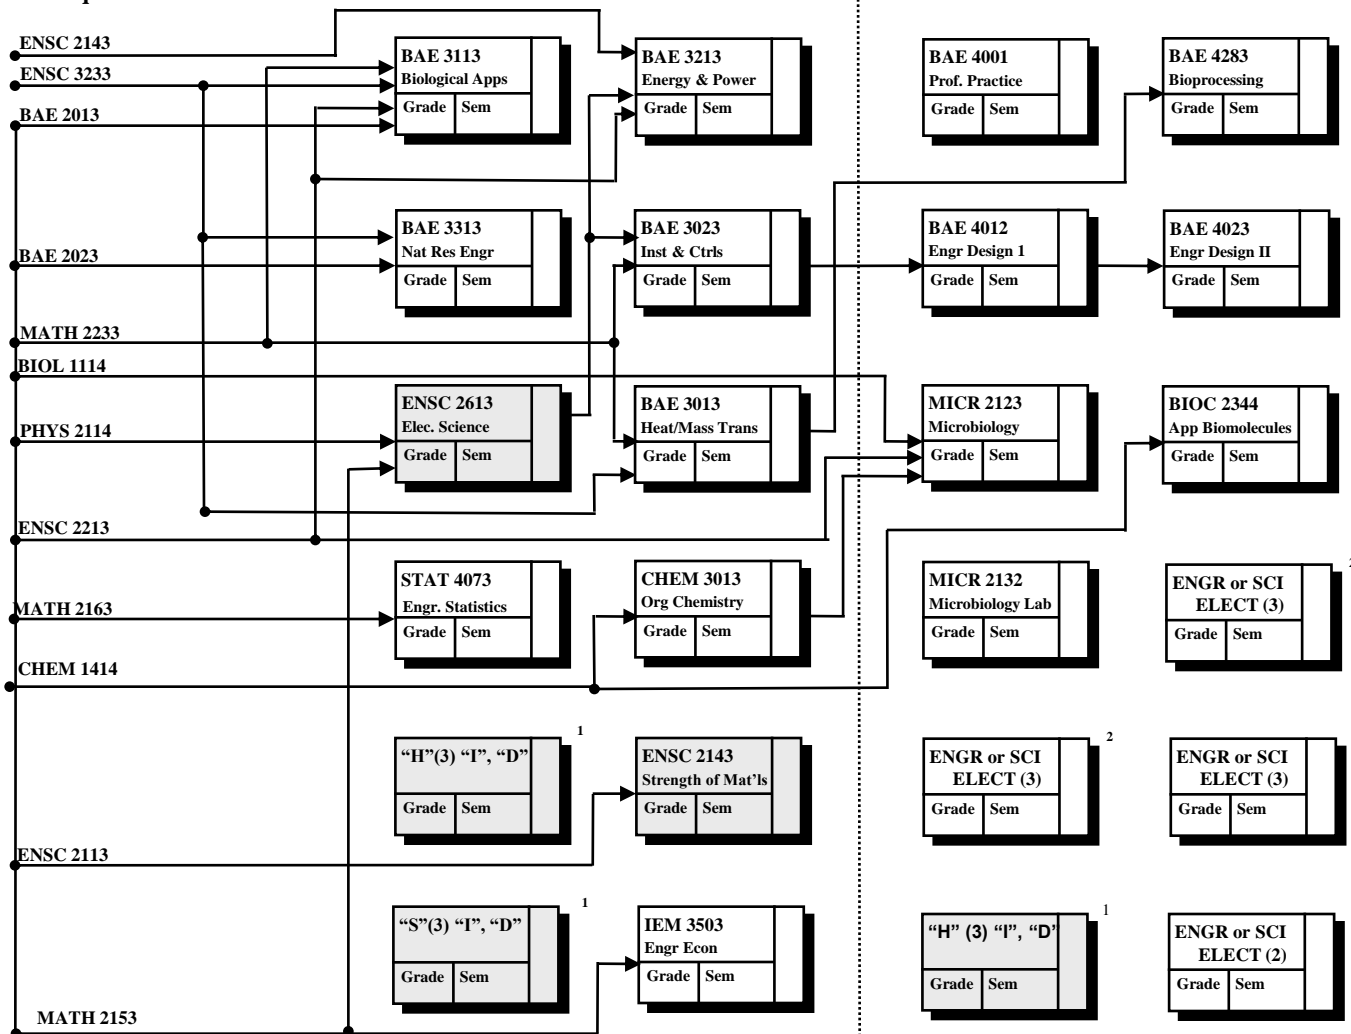 ENSC 2143
ENSC 3233
BAE 2013
BAE 2023
MATH 2233
BIOL 1114
PHYS 2114
ENSC 2213
MATH 2163
CHEM 1414
ENSC 2113
MATH 2153
BAE 3113
Biological Apps
Grade Sem
BAE 3213
Energy & Power
Grade Sem
BAE 4001
Prof. Practice
Grade Sem
BAE 4283
Bioprocessing
Grade Sem
BAE 3313
Nat Res Engr
Grade Sem
BAE 3023
Inst & Ctrls
Grade Sem
BAE 4012
Engr Design 1
Grade Sem
BAE 4023
Engr Design II
Grade Sem
ENSC 2613
Elec. Science
Grade Sem
BAE 3013
Heat/Mass Trans
Grade Sem
MICR 2123
Microbiology
Grade Sem
BIOC 2344
App Biomolecules
Grade Sem
STAT 4073
Engr. Statistics
Grade Sem
CHEM 3013
Org Chemistry
Grade Sem
MICR 2132
Microbiology Lab
Grade Sem
ENGR or SCI
ELECT (3)
Grade Sem
“H”(3) “I”, “D”
1
Grade Sem
ENSC 2143
Strength of Mat’ls
Grade Sem
ENGR or SCI
2
ELECT (3)
Grade Sem
ENGR or SCI
ELECT (3)
Grade Sem
“S”(3) “I”, “D”
1
Grade Sem
IEM 3503
Engr Econ
Grade Sem
“H” (3) “I”, “D”
1
Grade Sem
ENGR or SCI
ELECT (2)
Grade Sem